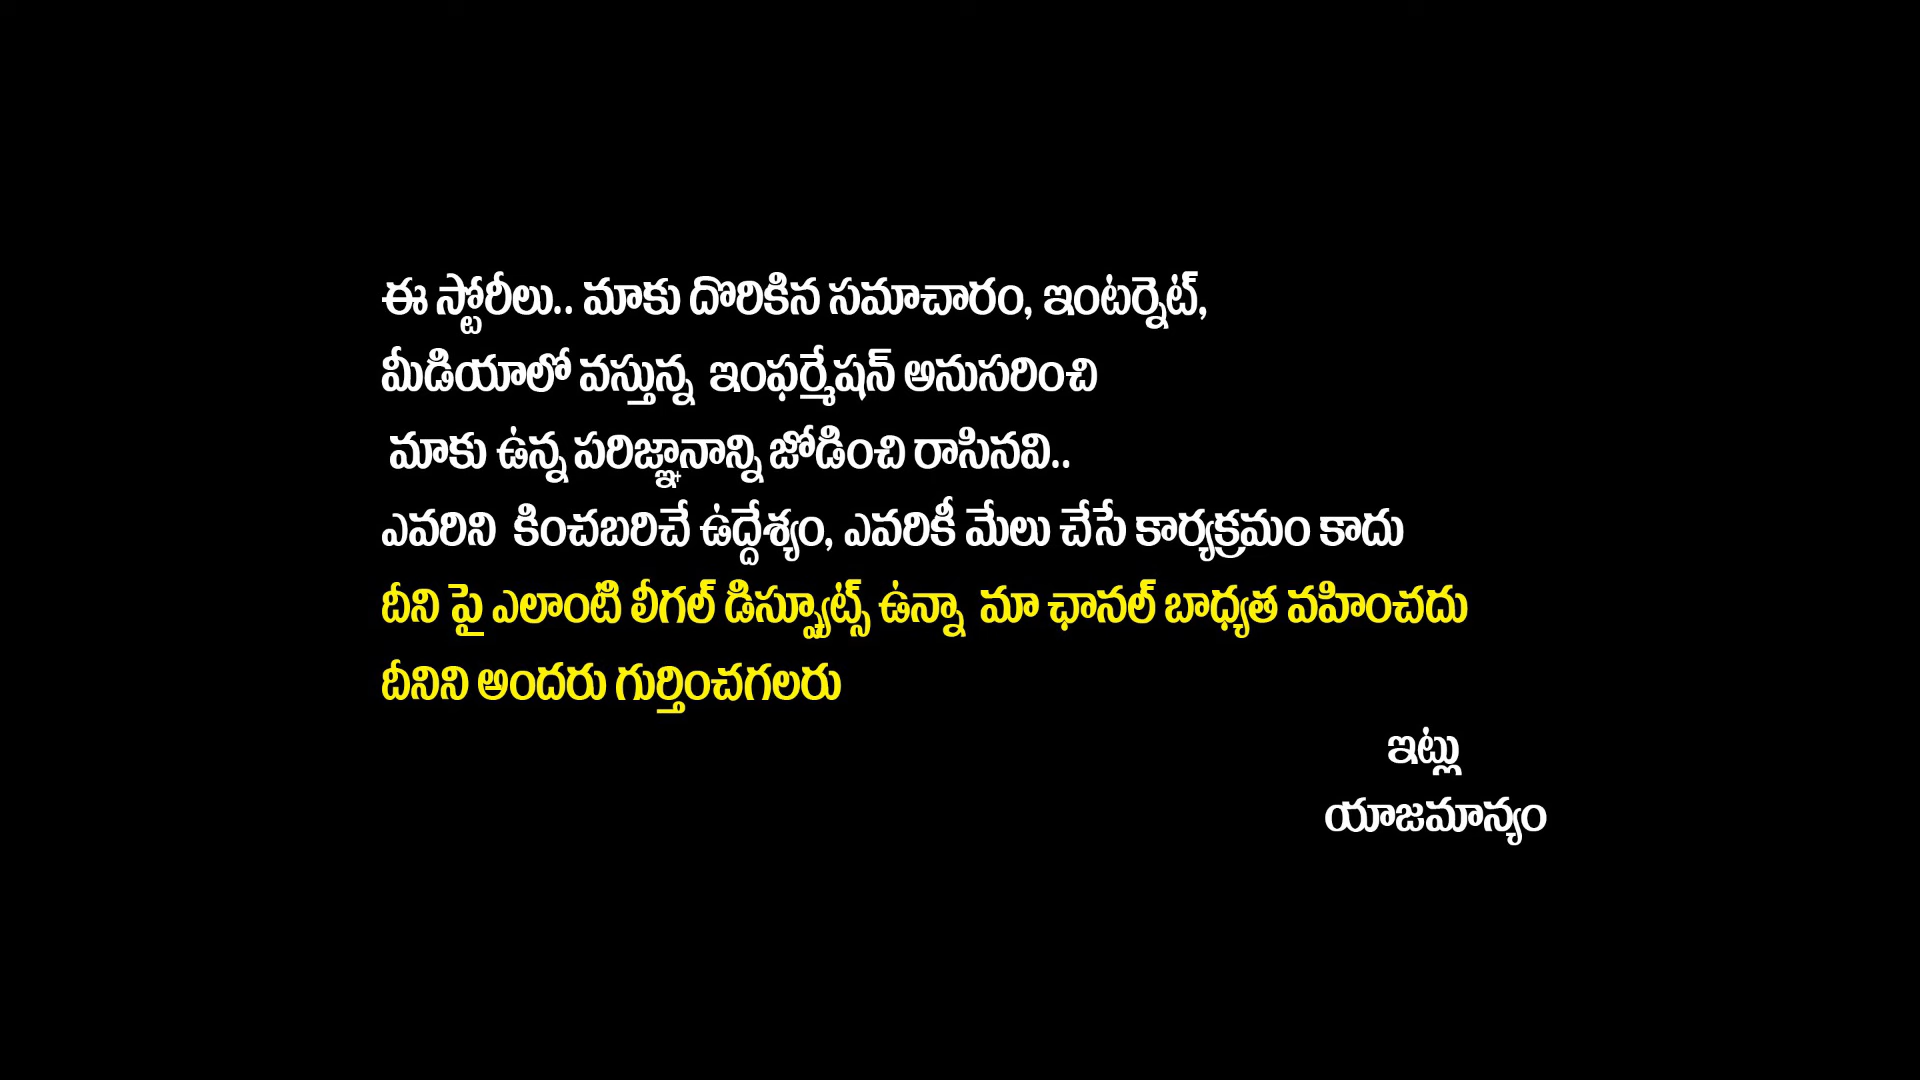 ఈ స్టోరీలు.. మాకు దొరికిన సమాచారం, ఇంటర్నెట్,
మీడియాలో వస్తున్న ఇంఫర్మేషన్ అనుసరించి
మాకు ఉన్న పరిజ్ఞానాన్ని జోడించి రాసినవి..
ఎవరిని కించబరిచే ఉద్దేశ్యం, ఎవరికీ మేలు చేసే కార్యక్రమం కాదు
దీని పై ఎలాంటి లీగల్ డిస్ప్యూట్స్ ఉన్నా మా ఛానల్ బాధ్యత వహించదు
దీనిని అందరు గుర్తించగలరు
ఇట్లు
యాజమాన్యం